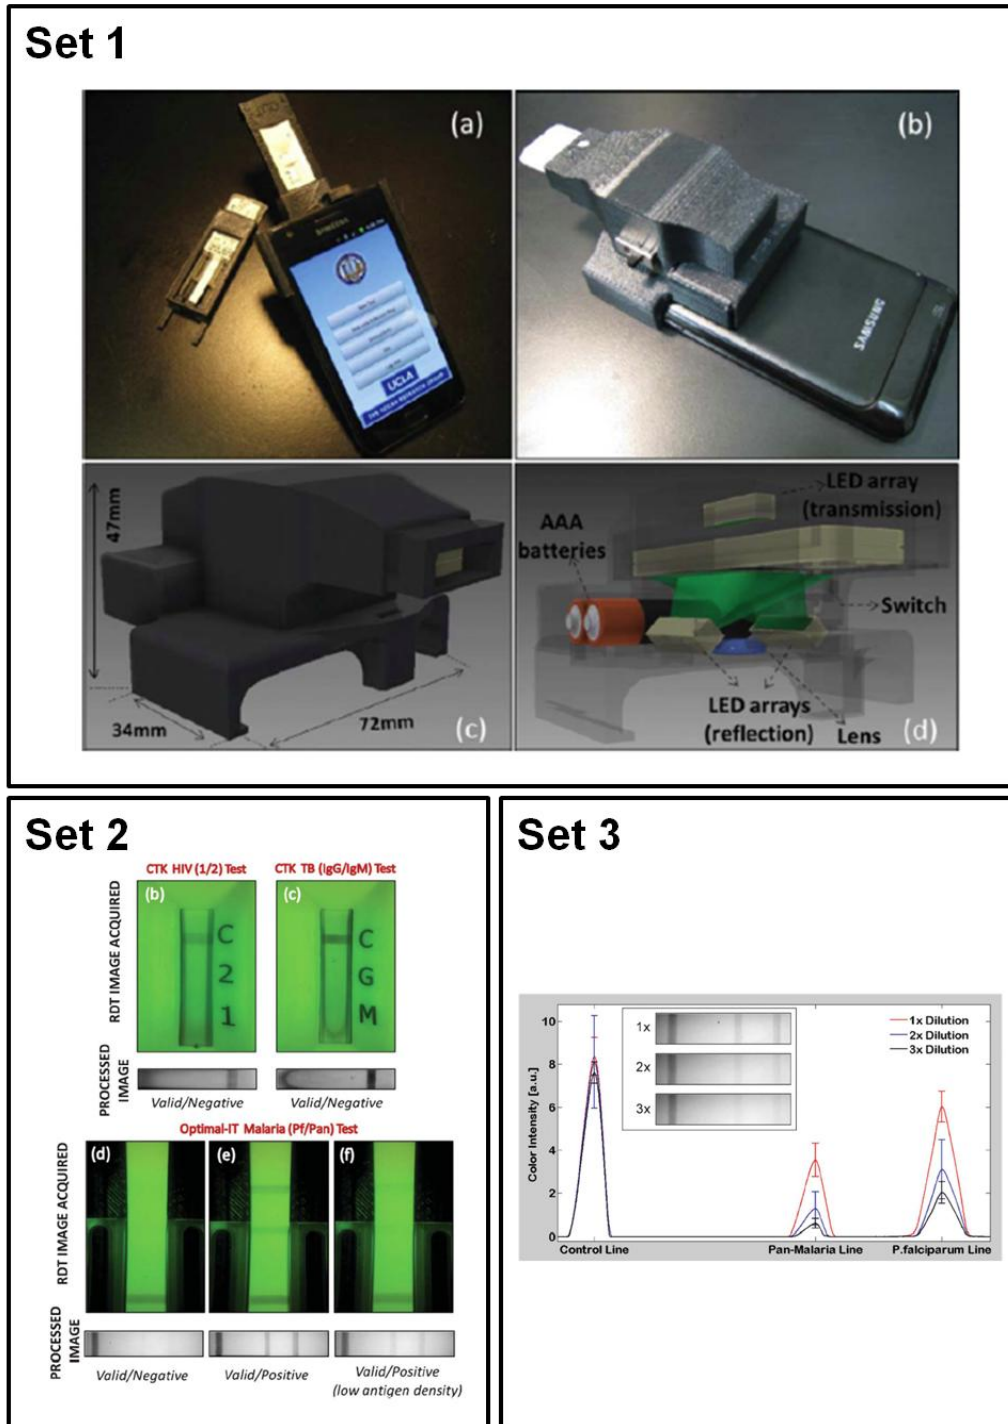 Set 1
(a)
SAMSUNG
UCLA
(b)
SAMSUNG
47mm
34mm
72mm
(c)
LED array
(transmission)
AAA
batteries
Switch
LED arrays
(reflection)
Lens
(d)
Set 2
CTK HIV (1/2) Test
CTK TB (IgG/IgM) Test
RDT IMAGE ACQUIRED
(b)
C
2
1
(c)
C
G
M
PROCESSED
IMAGE
Valid/Negative
Valid/Negative
Optimal-IT Malaria (Pf/Pan) Test
RDT IMAGE ACQUIRED
(d)
(e)
(f)
PROCESSED
IMAGE
Valid/Negative
Valid/Positive
Valid/Positive
(low antigen density)
Set 3
Color Intensity [a.u.]
10
8
6
4
2
0
1x
2x
3x
1x Dilution
2x Dilution
3x Dilution
Control Line
Pan-Malaria Line
P.falciparum Line